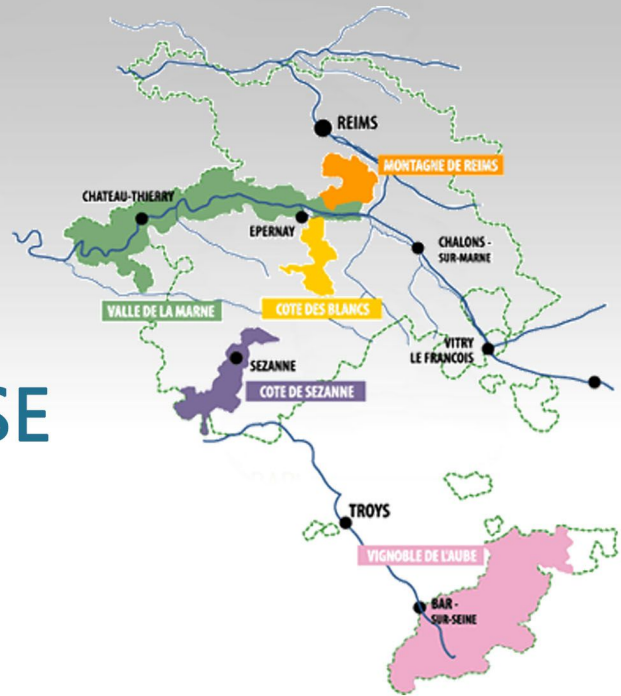 REIMS
MONTAGNE DE REIMS
CHATEAU-THIERRY
EPERNAY
CHALONS -
SUR-MARNE
VALLE DE LA MARNE
COTE DES BLANCS
VITRY
LE FRANCOIS
SEZANNE
COTE DE SEZANNE
SE
TROYS
VIGNOBLE DE L'AUBE
BAR -
SUR-SEINE